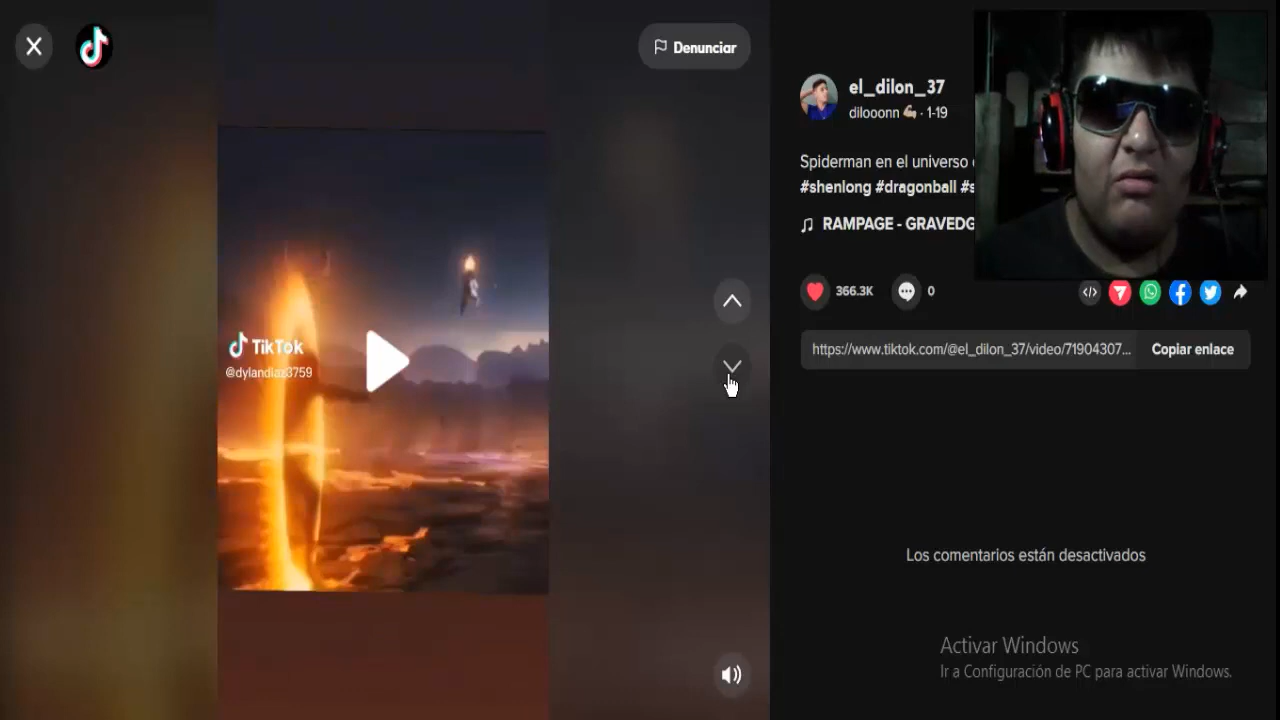 Denunciar
el_dilon_37
dilooonn 💪🏼 · 1-19
Spiderman en el universo
#shenlong #dragonball #s
RAMPAGE - GRAVEDG
TikTok
@dylandiaz3759
366.3K
0
https://www.tiktok.com/@el_dilon_37/video/71904307...
Copiar enlace
Los comentarios están desactivados
Activar Windows
Ir a Configuración de PC para activar Windows.